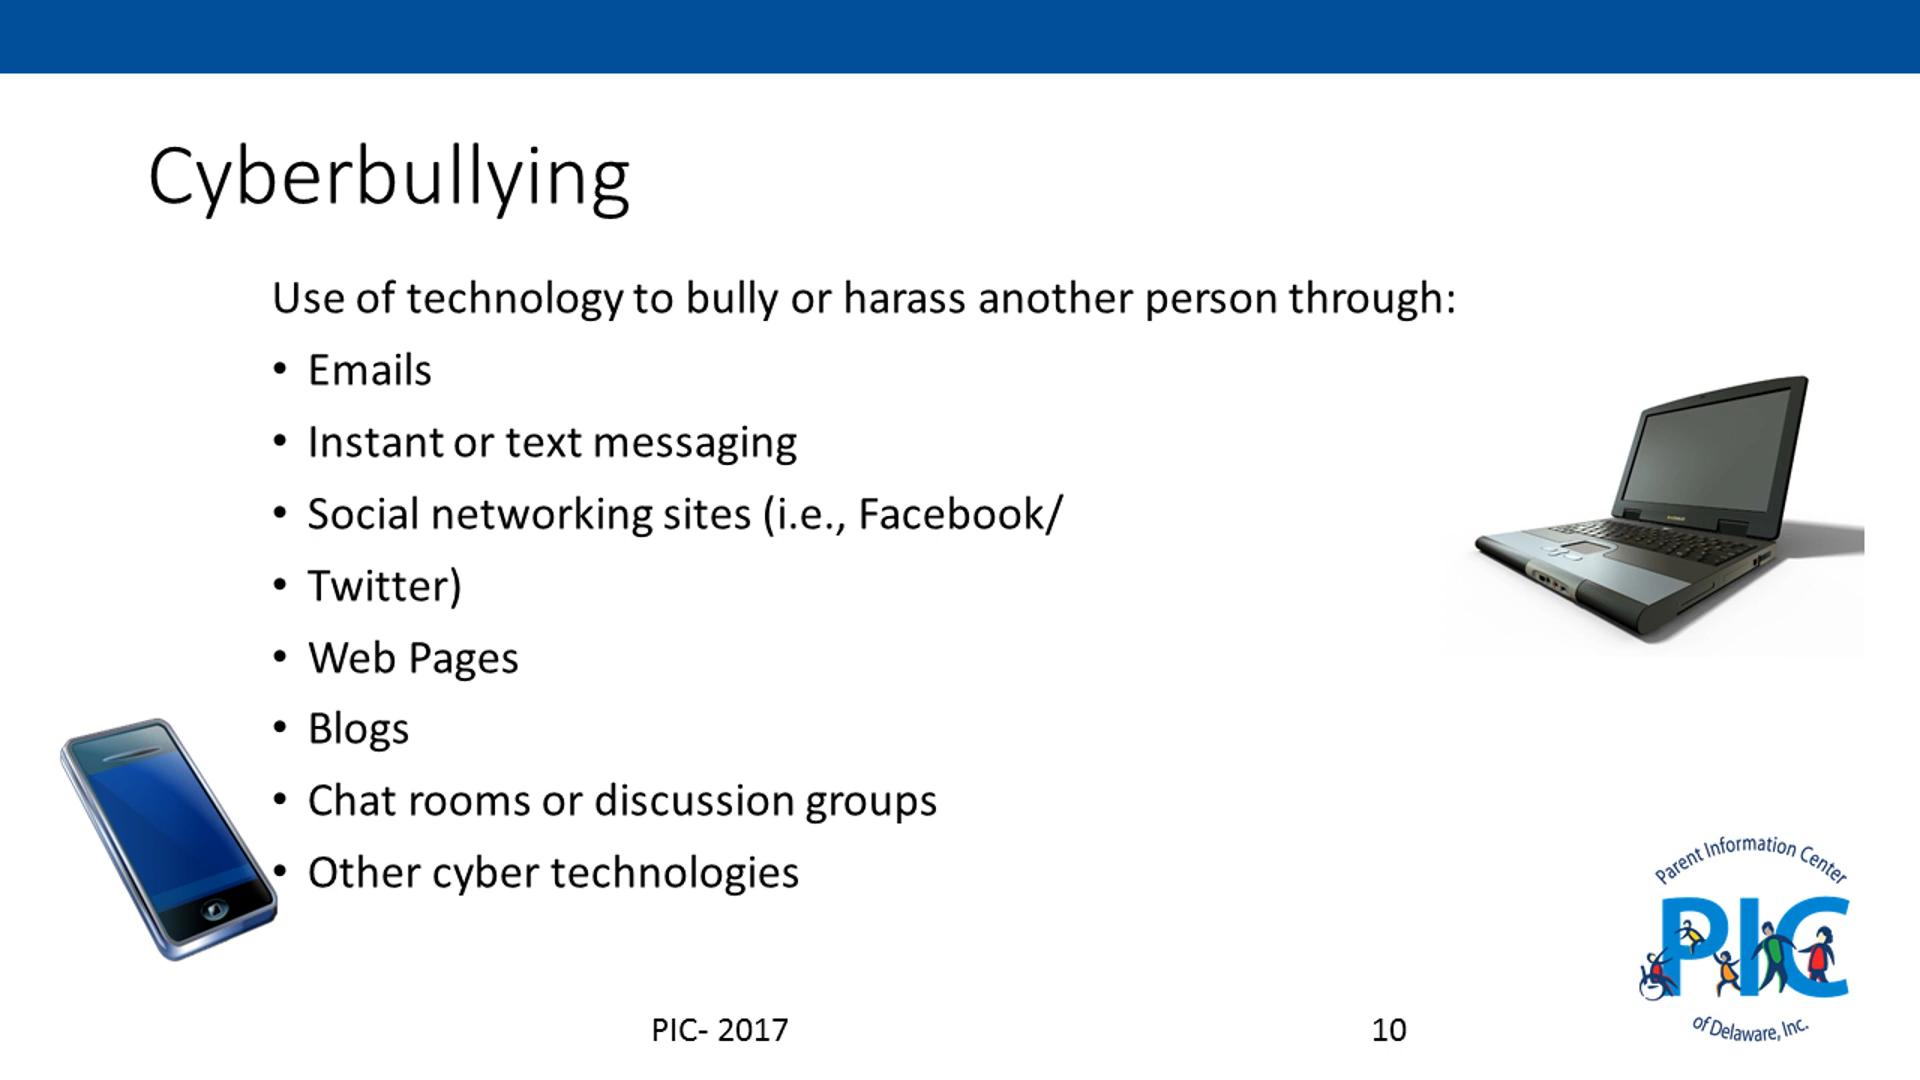 Cyberbullying
Use of technology to bully or harass another person through:
• Emails
• Instant or text messaging
• Social networking sites (i.e., Facebook/
• Twitter)
• Web Pages
• Blogs
• Chat rooms or discussion groups
• Other cyber technologies
Parent Information Center
PIC
of Delaware, Inc.
PIC- 2017
10